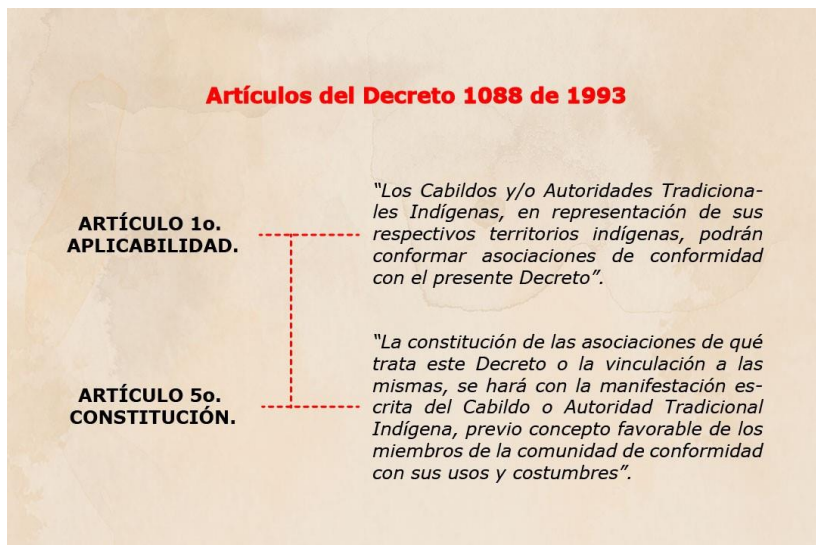 Artículos del Decreto 1088 de 1993
ARTÍCULO 1o.
APLICABILIDAD.
“Los Cabildos y/o Autoridades Tradiciona-
les Indígenas, en representación de sus
respectivos territorios indígenas, podrán
conformar asociaciones de conformidad
con el presente Decreto”.
ARTÍCULO 5o.
CONSTITUCIÓN.
“La constitución de las asociaciones de qué
trata este Decreto o la vinculación a las
mismas, se hará con la manifestación es-
crita del Cabildo o Autoridad Tradicional
Indígena, previo concepto favorable de los
miembros de la comunidad de conformidad
con sus usos y costumbres”.